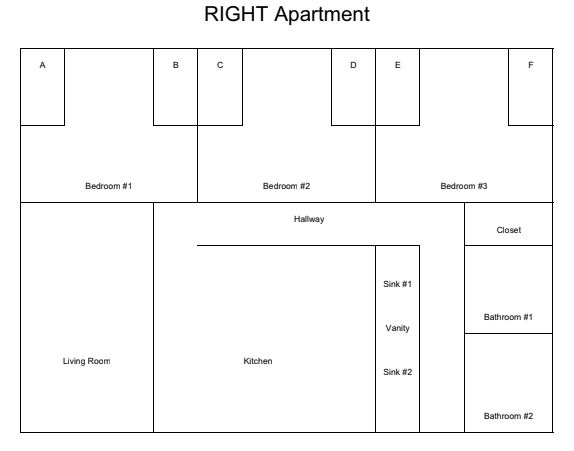 RIGHT Apartment
A
B
C
D
E
F
Bedroom #1
Bedroom #2
Bedroom #3
Hallway
Closet
Sink #1
Bathroom #1
Vanity
Living Room
Kitchen
Sink #2
Bathroom #2